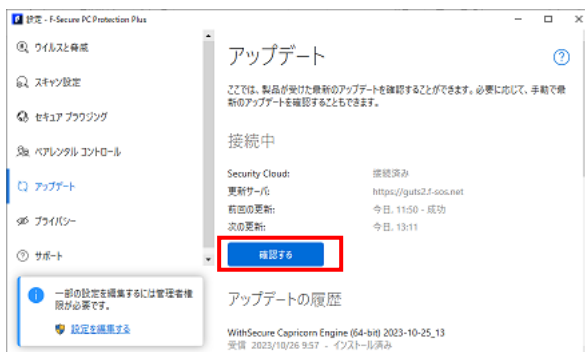 設定 - F-Secure PC Protection Plus
ウイルスと脅威
スキャン設定
セキュア ブラウジング
ペアレンタル コントロール
アップデート
プライバシー
サポート
一部の設定を編集するには管理者権
限が必要です。
設定を編集する
アップデート
ここでは、製品が受けた最新のアップデートを確認することができます。必要に応じて、手動で最
新のアップデートを確認することもできます。
接続中
Security Cloud: 接続済み
更新サーバ: https://guts2.f-sos.net
前回の更新: 今日, 11:50 - 成功
次の更新: 今日, 13:11
確認する
アップデートの履歴
WithSecure Capricorn Engine (64-bit) 2023-10-25_13
受信 2023/10/26 9:57 - インストール済み